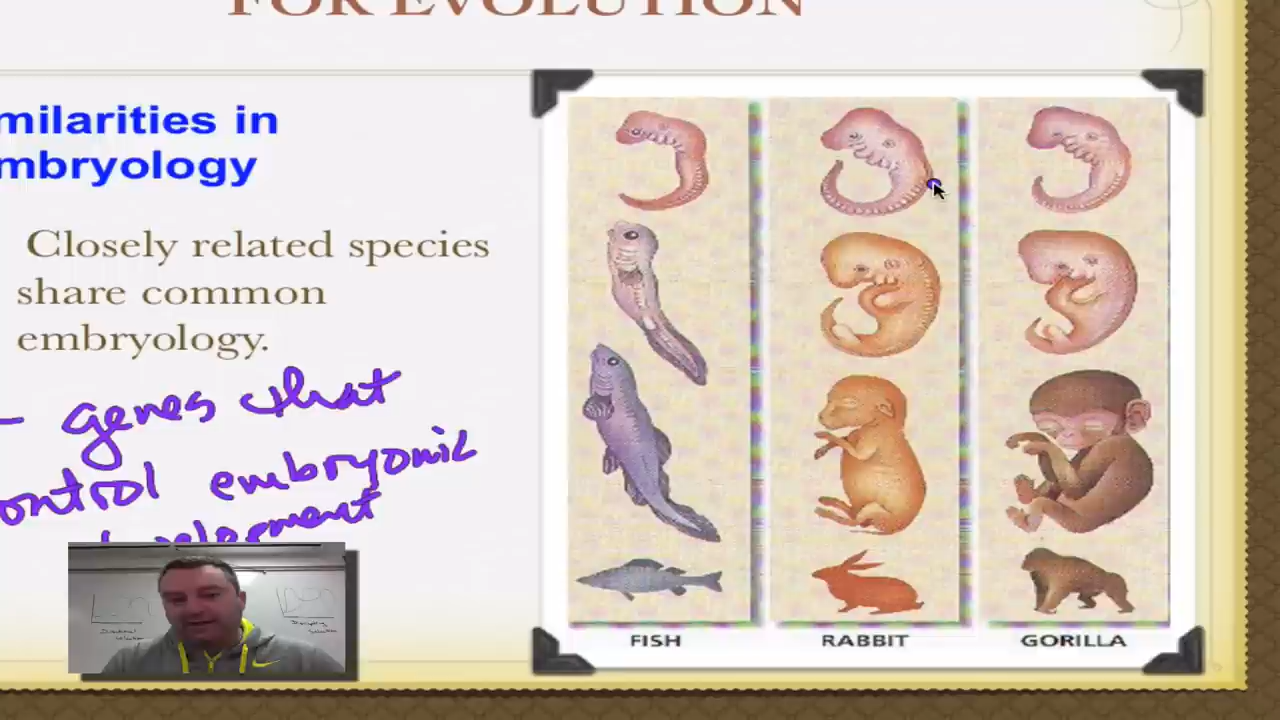 FOR EVOLUTION
milarities in
mbryology
Closely related species
share common
embryology.
- genes that
ontrol embryonic
FISH RABBIT GORILLA